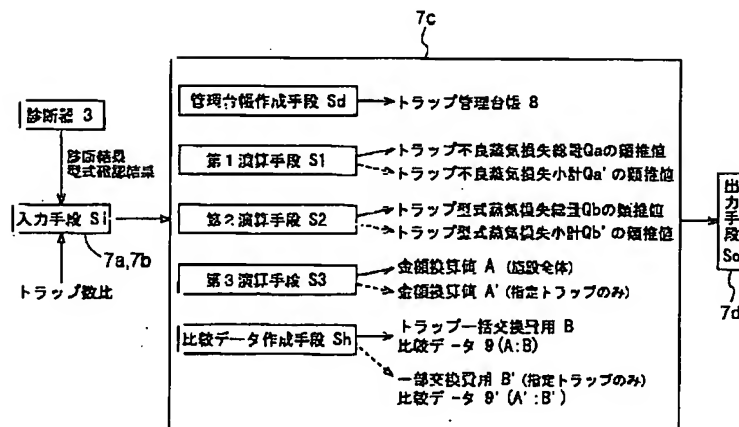 7c
診断器 3
診断結果
型式確認結果
入力手段 Si
7a,7b
トラップ数比
管理台帳作成手段 Sd
トラップ管理台帳 8
第1演算手段 S1
トラップ不良蒸気損失総量Qaの類推値
トラップ不良蒸気損失小計Qa'の類推値
第2演算手段 S2
トラップ型式蒸気損失総量Qbの類推値
トラップ型式蒸気損失小計Qb'の類推値
第3演算手段 S3
金額換算値 A (施設全体)
金額換算値 A' (指定トラップのみ)
比較データ作成手段 Sh
トラップ一括交換費用 B
比較データ 9(A:B)
一部交換費用 B' (指定トラップのみ)
比較データ 9'(A':B')
出力手段 So
7d